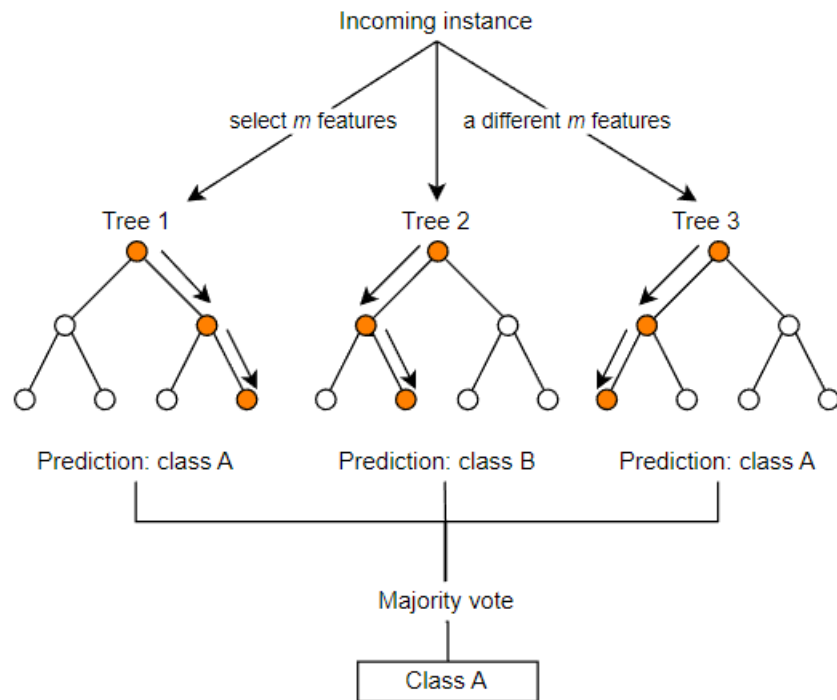 Incoming instance
select m features
a different m features
Tree 1
Tree 2
Tree 3
Prediction: class A
Prediction: class B
Prediction: class A
Majority vote
Class A